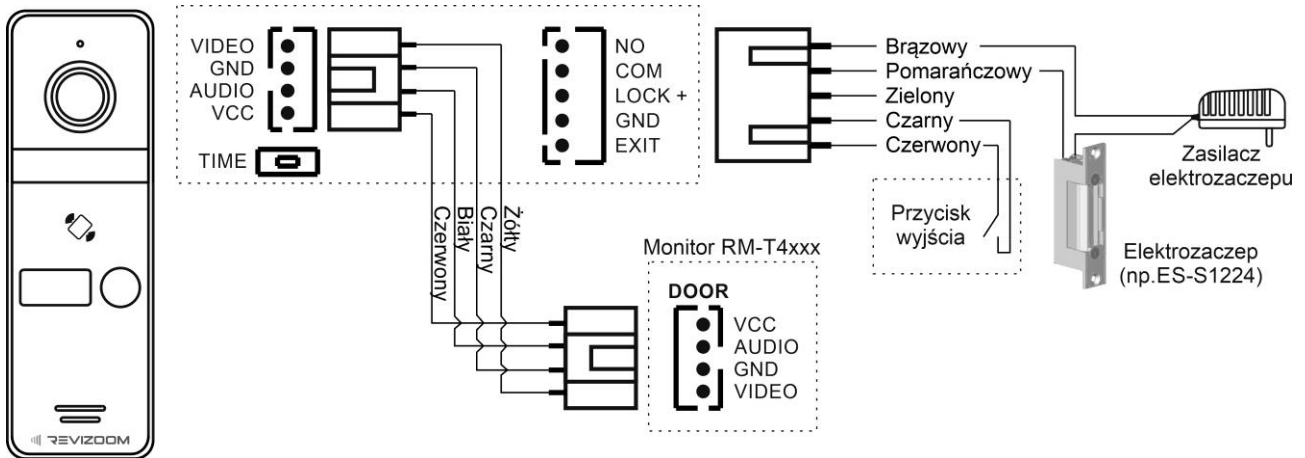 VIDEO
GND
AUDIO
VCC
TIME
NO
COM
LOCK +
GND
EXIT
Brązowy
Pomarańczowy
Zielony
Czarny
Czerwony
Zasilacz
elektrozaczepu
Przycisk
wyjścia
Elektrozaczep
(np.ES-S1224)
Czerwony
Biały
Czarny
Żółty
Monitor RM-T4xxx
DOOR
VCC
AUDIO
GND
VIDEO
REVIZOOM